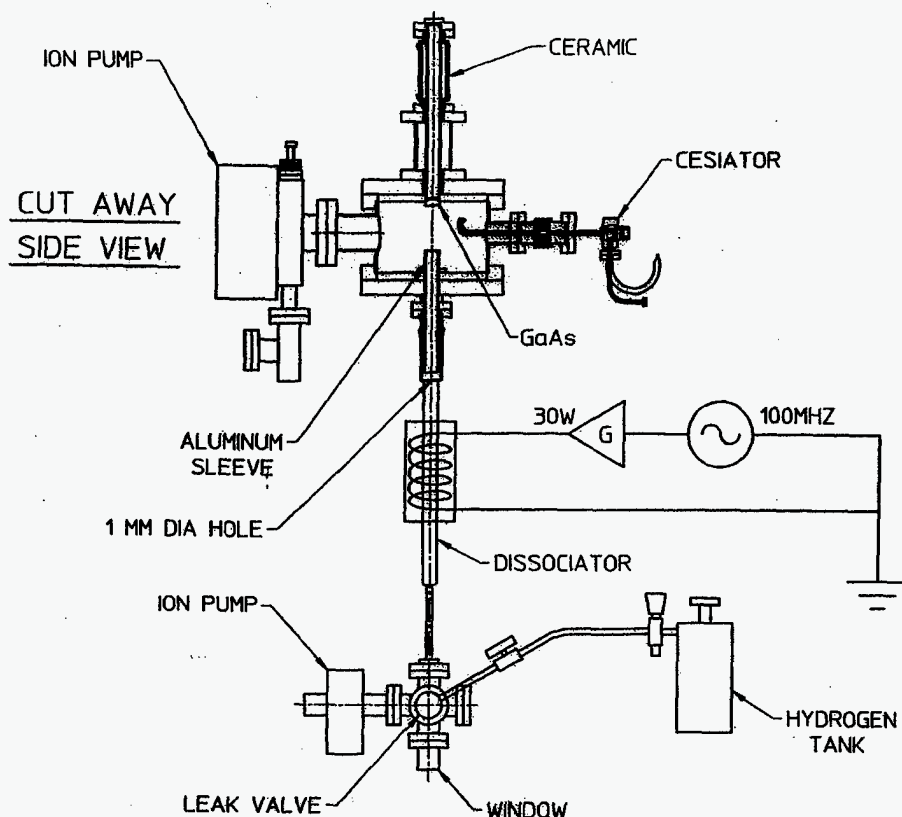 CERAMIC
ION PUMP
CESIATOR
CUT AWAY
SIDE VIEW
GaAs
30W
G
100MHZ
ALUMINUM
SLEEVE
1 MM DIA HOLE
DISSOCIATOR
ION PUMP
HYDROGEN
TANK
LEAK VALVE
WINDOW